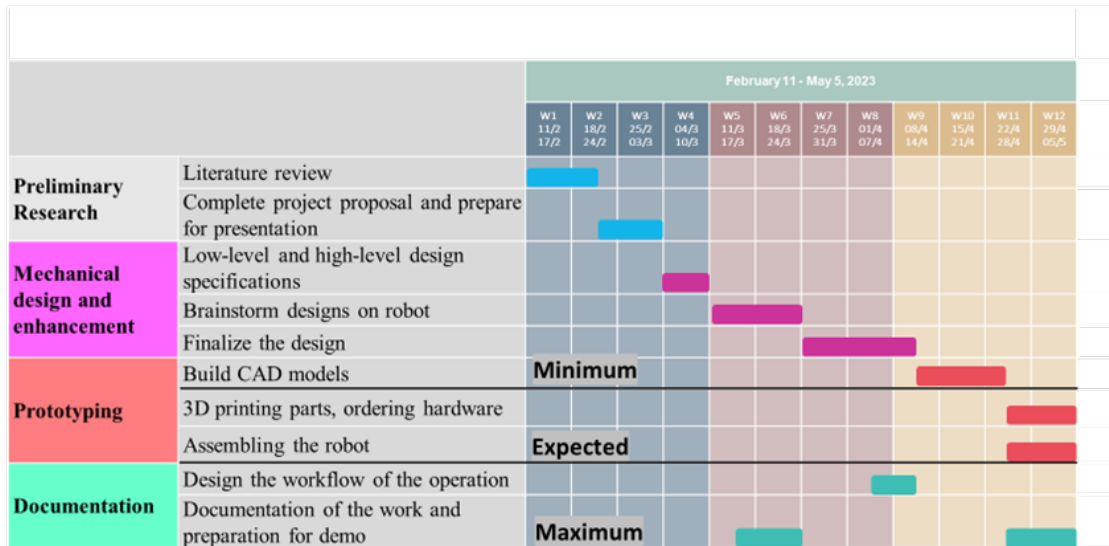 February 11 - May 5, 2023
W1 W2 W3 W4 W5 W6 W7 W8 W9 W10 W11 W12
11/2 18/2 25/2 04/3 11/3 18/3 25/3 01/4 08/4 15/4 22/4 29/4
17/2 24/2 03/3 10/3 17/3 24/3 31/3 07/4 14/4 21/4 28/4 05/5
Preliminary
Research
Literature review
Complete project proposal and prepare
for presentation
Mechanical
design and
enhancement
Low-level and high-level design
specifications
Brainstorm designs on robot
Finalize the design
Prototyping
Build CAD models
Minimum
3D printing parts, ordering hardware
Assembling the robot
Expected
Documentation
Design the workflow of the operation
Documentation of the work and
preparation for demo
Maximum